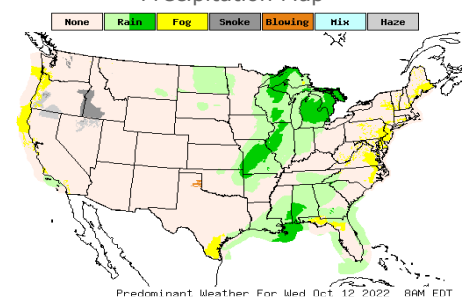 Precipitation Map
None Rain Fog Smoke Blowing Mix Haze
Predominant Weather For Wed Oct 12 2022 8AM EDT